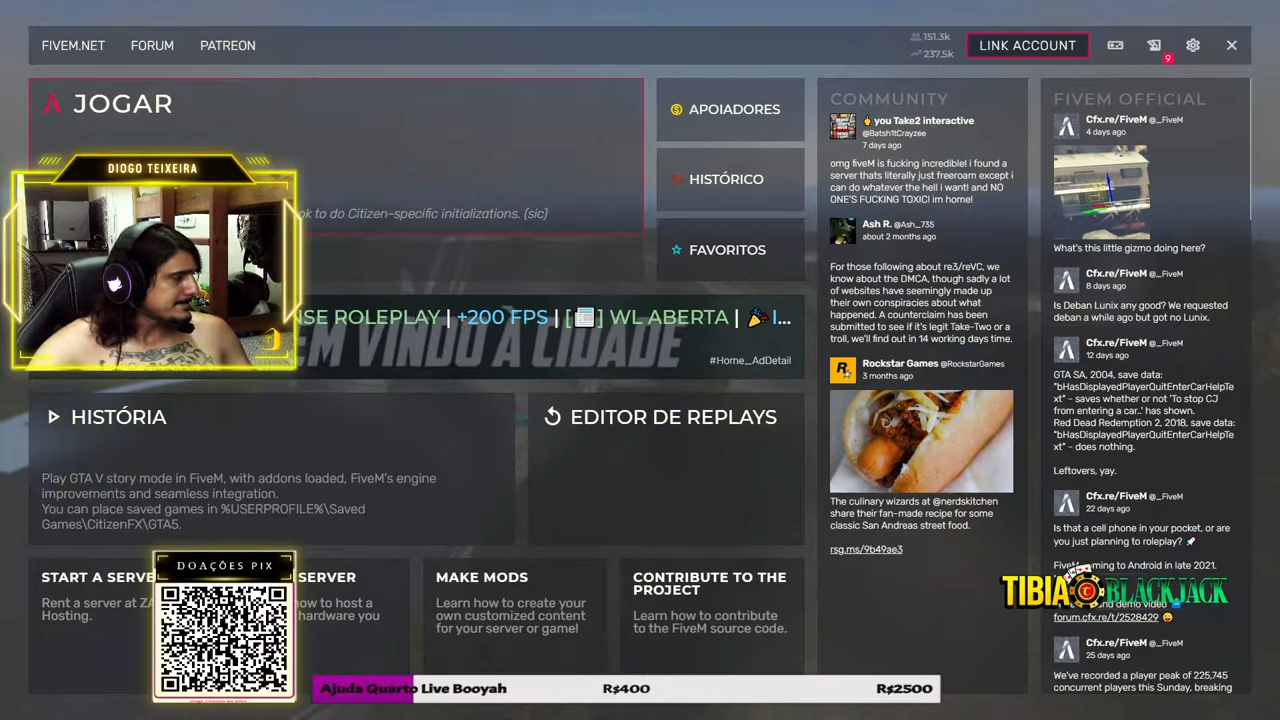 FIVEM.NET
FORUM
PATREON
151.3k
237.5k
LINK ACCOUNT
9
JOGAR
ok to do Citizen-specific initializations. (sic)
DIOGO TEIXEIRA
APOIADORES
HISTÓRICO
FAVORITOS
NSE ROLEPLAY | +200 FPS | [📰] WL ABERTA | 🎉 I...
EM VINDO À CIDADE
#Home_AdDetail
HISTÓRIA
Play GTA V story mode in FiveM, with addons loaded, FiveM's engine
improvements and seamless integration.
You can place saved games in %USERPROFILE%\Saved
Games\CitizenFX\GTA5.
EDITOR DE REPLAYS
START A SERVE
Rent a server at ZA
Hosting.
DOAÇÕES PIX
SERVER
how to host a
hardware you
MAKE MODS
Learn how to create your
own customized content
for your server or game!
CONTRIBUTE TO THE
PROJECT
Learn how to contribute
to the FiveM source code.
Ajuda Quarto Live Booyah
R$400
R$2500
COMMUNITY
🖕 you Take2 interactive
@Batsh1tCrayzee
7 days ago
omg fiveM is fucking incredible! i found a
server thats literally just freeroam except i
can do whatever the hell i want! and NO
ONE'S FUCKING TOXIC! im home!
Ash R. @Ash_735
about 2 months ago
For those following about re3/reVC, we
know about the DMCA, though sadly a lot
of websites have seemingly made up
their own conspiracies about what
happened. A counterclaim has been
submitted to see if it's legit Take-Two or a
troll, we'll find out in 14 working days time.
Rockstar Games @RockstarGames
3 months ago
The culinary wizards at @nerdskitchen
share their fan-made recipe for some
classic San Andreas street food.
rsg.ms/9b49ae3
FIVEM OFFICIAL
Cfx.re/FiveM @_FiveM
4 days ago
What's this little gizmo doing here?
Cfx.re/FiveM @_FiveM
8 days ago
Is Deban Lunix any good? We requested
deban a while ago but got no Lunix.
Cfx.re/FiveM @_FiveM
12 days ago
GTA SA, 2004, save data:
"bHasDisplayedPlayerQuitEnterCarHelpTe
xt" - saves whether or not 'To stop CJ
from entering a car..' has shown.
Red Dead Redemption 2, 2018, save data:
"bHasDisplayedPlayerQuitEnterCarHelpTe
xt" - does nothing.
Leftovers, yay.
Cfx.re/FiveM @_FiveM
22 days ago
Is that a cell phone in your pocket, or are
you just planning to roleplay? 🚀
FiveM coming to Android in late 2021.
TIBIA BLACKJACK
and demo video
forum.cfx.re/t/2528429 😀
Cfx.re/FiveM @_FiveM
25 days ago
We've recorded a player peak of 225,745
concurrent players this Sunday, breaking